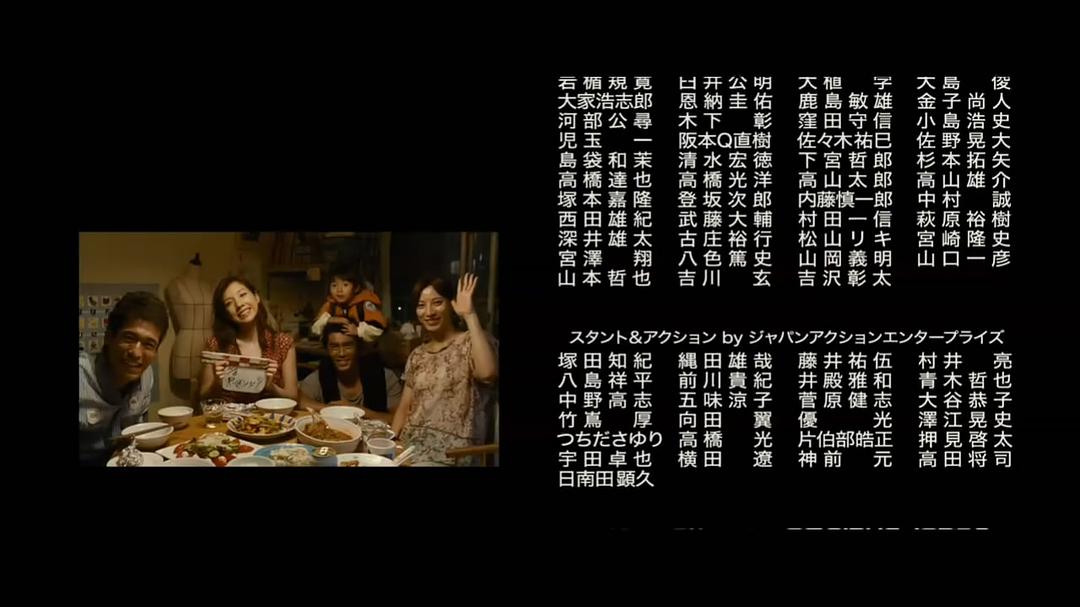 岩楯規寛 臼井公明 大植 学 大島 俊
大家浩志郎 恩納圭佑 鹿島敏雄 金子尚人
河部公尋 木下 彰 窪田守信 小島浩史
児玉 一 阪本Q直樹 佐々木祐巳 佐野晃大
島袋和茉 清水宏徳 下宮哲郎 杉本拓矢
高橋達也 高橋光洋 高山太郎 高山雄介
塚本嘉隆 登坂次郎 内藤慎一郎 中村 誠
西田雄紀 武藤大輔 村田一信 萩原裕樹
深井雄太 古庄裕行 松山リキ 宮崎隆史
宮澤 翔 八色篤史 山岡義明 山口一彦
山本哲也 吉川 玄 吉沢彰太
スタント&アクション by ジャパンアクションエンタープライズ
塚田知紀 縄田雄哉 藤井祐伍 村井 亮
八島祥平 前川貴紀 井殿雅和 青木哲也
中野高志 五味涼子 菅原健志 大谷恭子
竹嶌 厚 向田 翼 優 光 澤江晃史
つちださゆり 高橋 光 片伯部皓正 押見啓太
宇田卓也 横田 遼 神前 元 高田将司
日南田顕久